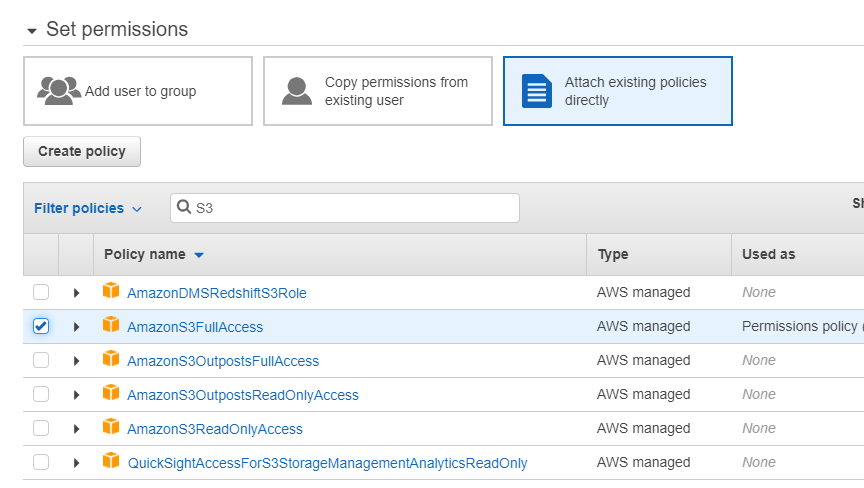 Set permissions
Add user to group
Copy permissions from
existing user
Attach existing policies
directly
Create policy
Filter policies
S3
Policy name
Type
Used as
AmazonDMSRedshiftS3Role AWS managed None
AmazonS3FullAccess AWS managed Permissions policy
AmazonS3OutpostsFullAccess AWS managed None
AmazonS3OutpostsReadOnlyAccess AWS managed None
AmazonS3ReadOnlyAccess AWS managed None
QuickSightAccessForS3StorageManagementAnalyticsReadOnly AWS managed None